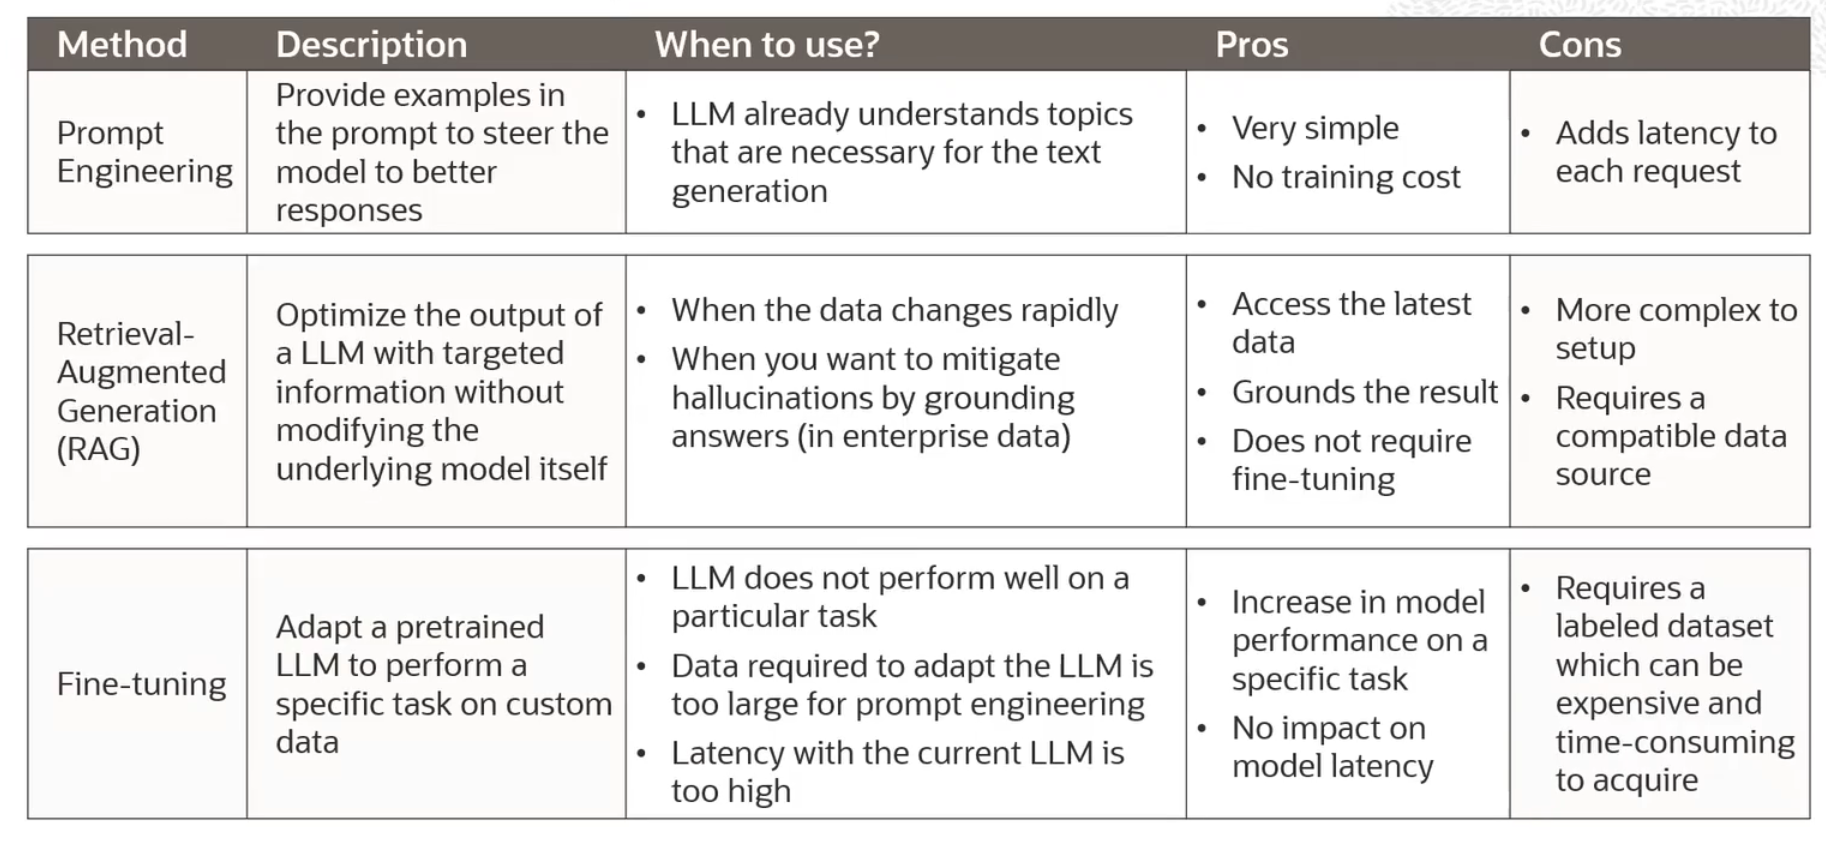 Method
Description
When to use?
Pros
Cons
Prompt
Engineering
Provide examples in
the prompt to steer the
model to better
responses
• LLM already understands topics
that are necessary for the text
generation
• Very simple
• No training cost
• Adds latency to
each request
Retrieval-
Augmented
Generation
(RAG)
Optimize the output of
a LLM with targeted
information without
modifying the
underlying model itself
• When the data changes rapidly
• When you want to mitigate
hallucinations by grounding
answers (in enterprise data)
• Access the latest
data
• Grounds the result
• Does not require
fine-tuning
• More complex to
setup
• Requires a
compatible data
source
Fine-tuning
Adapt a pretrained
LLM to perform a
specific task on custom
data
• LLM does not perform well on a
particular task
• Data required to adapt the LLM is
too large for prompt engineering
• Latency with the current LLM is
too high
• Increase in model
performance on a
specific task
• No impact on
model latency
• Requires a
labeled dataset
which can be
expensive and
time-consuming
to acquire